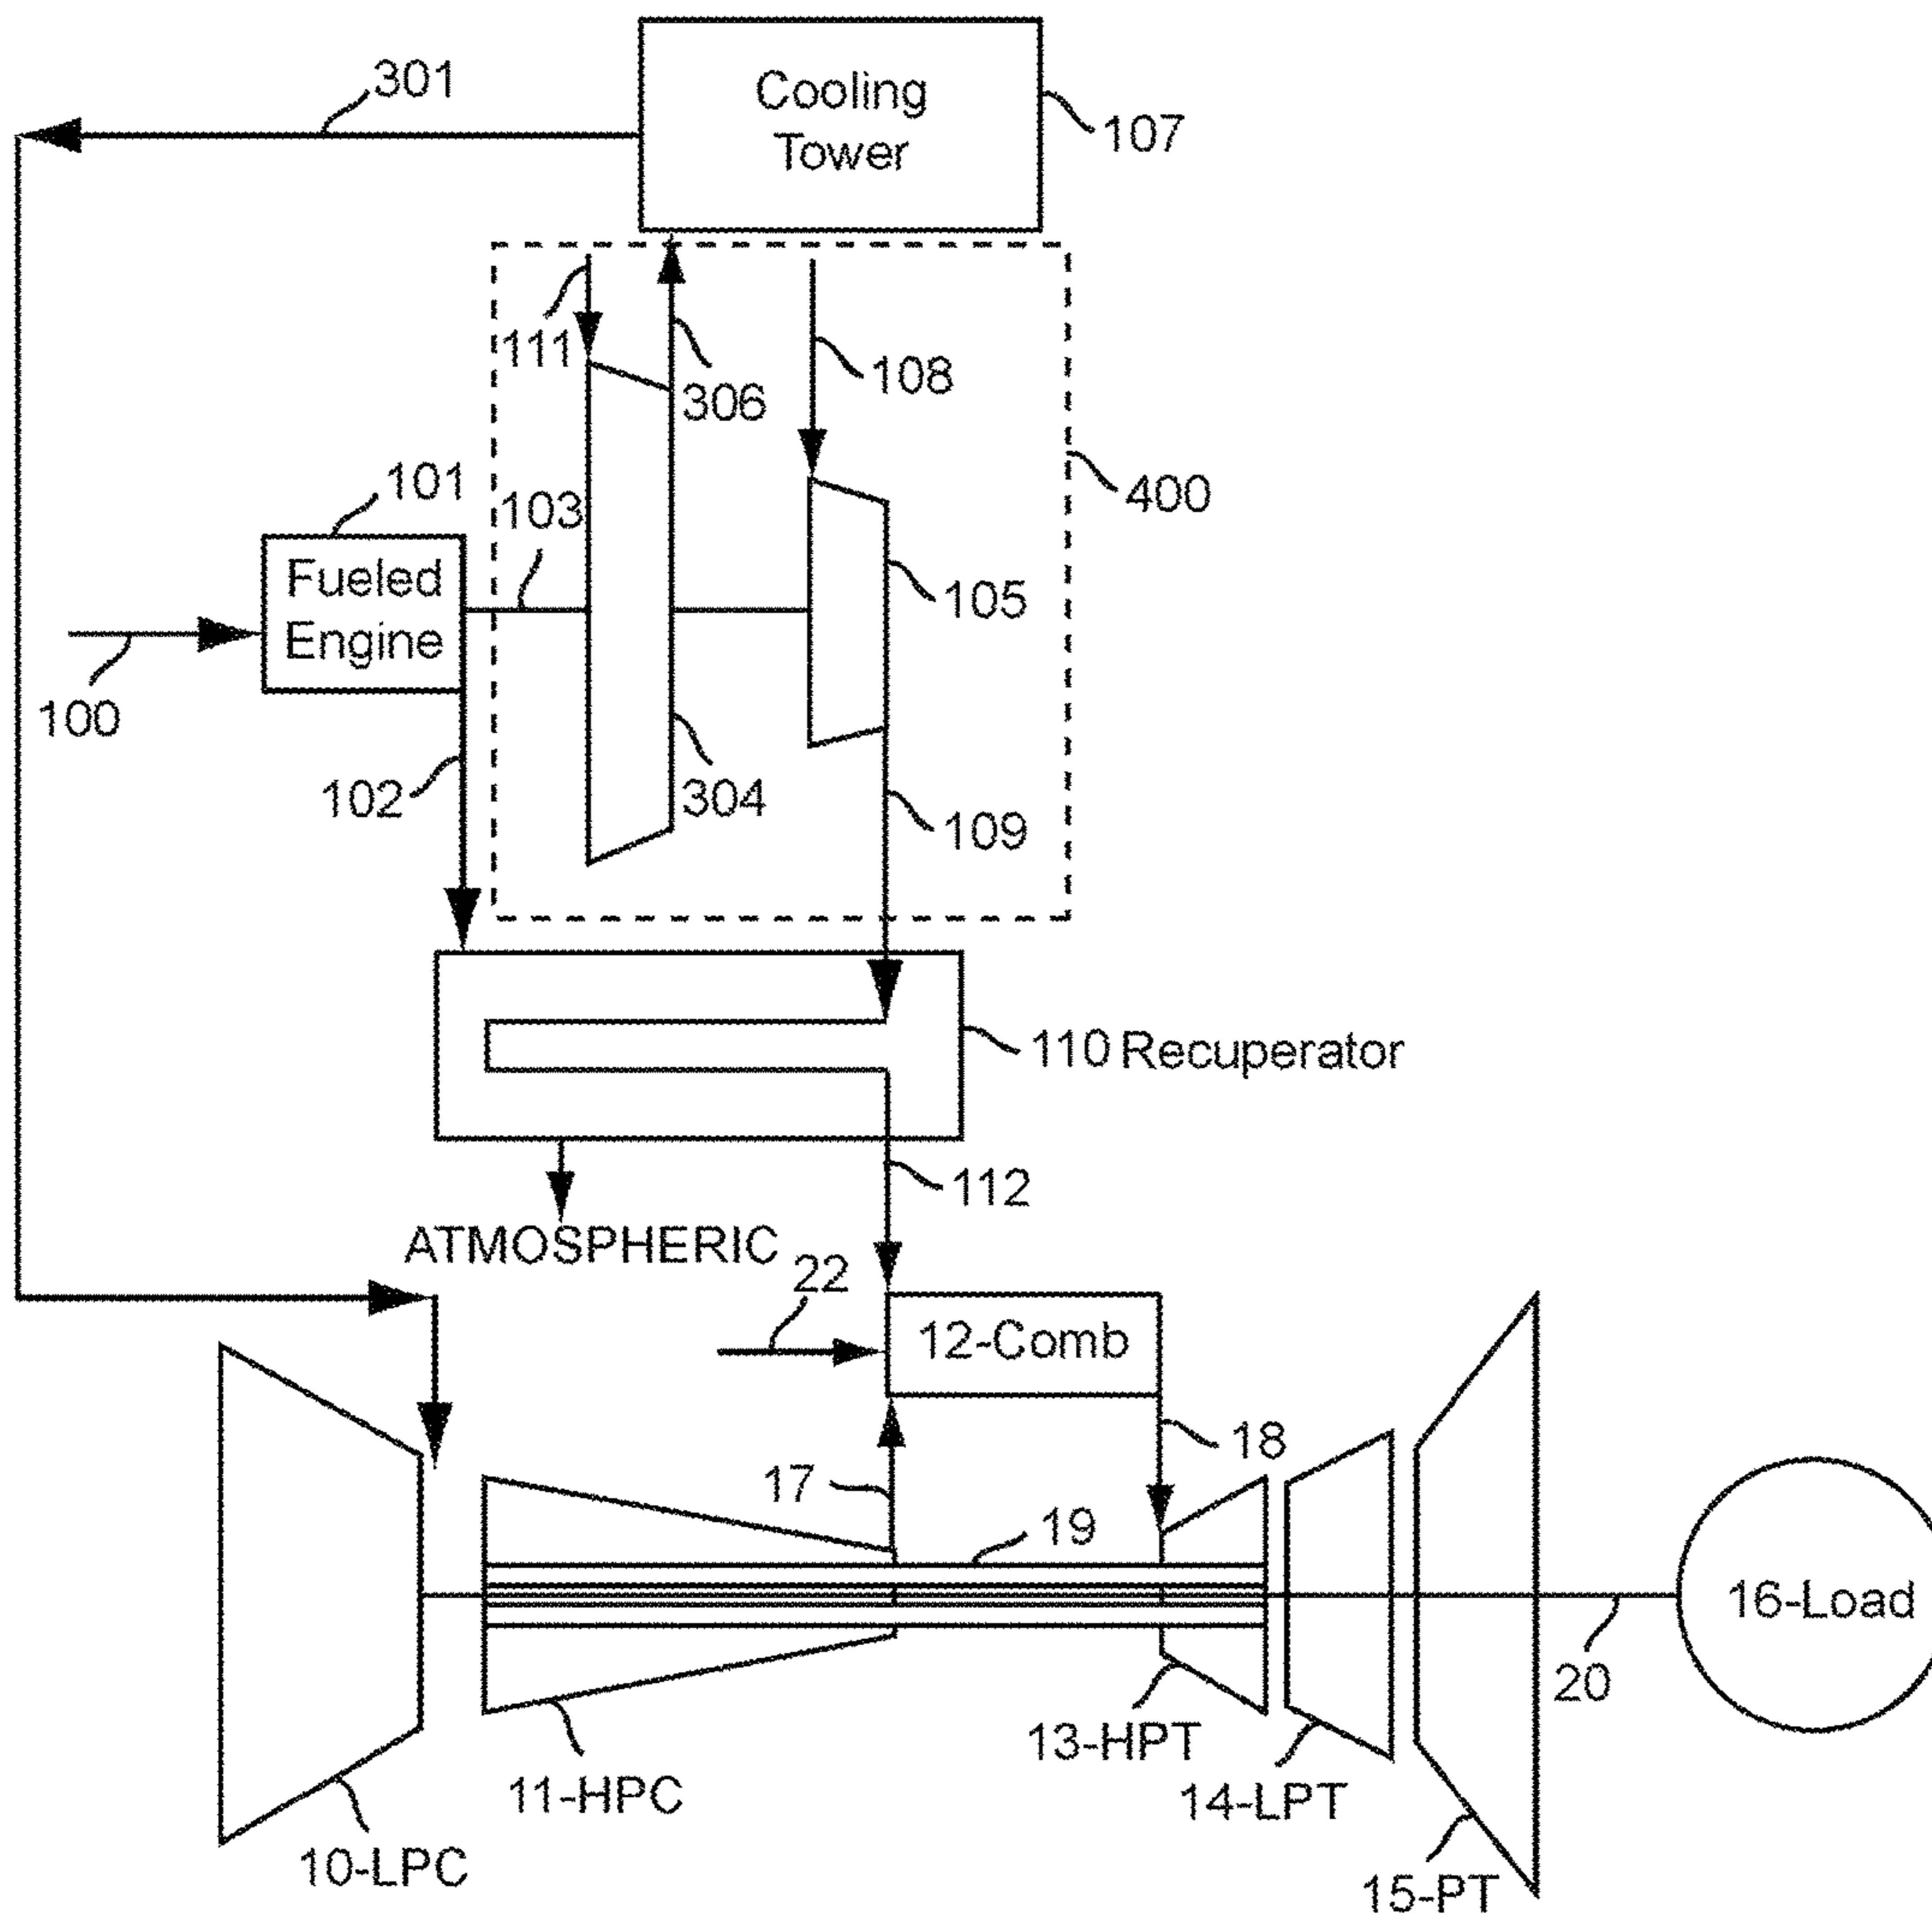 301
Cooling
Tower
107
111
306
108
400
101
103
Fueled
Engine
105
100
102
304
109
110 Recuperator
112
ATMOSPHERIC
22
12-Comb
18
17
19
16-Load
20
13-HPT
11-HPC
14-LPT
10-LPC
15-PT